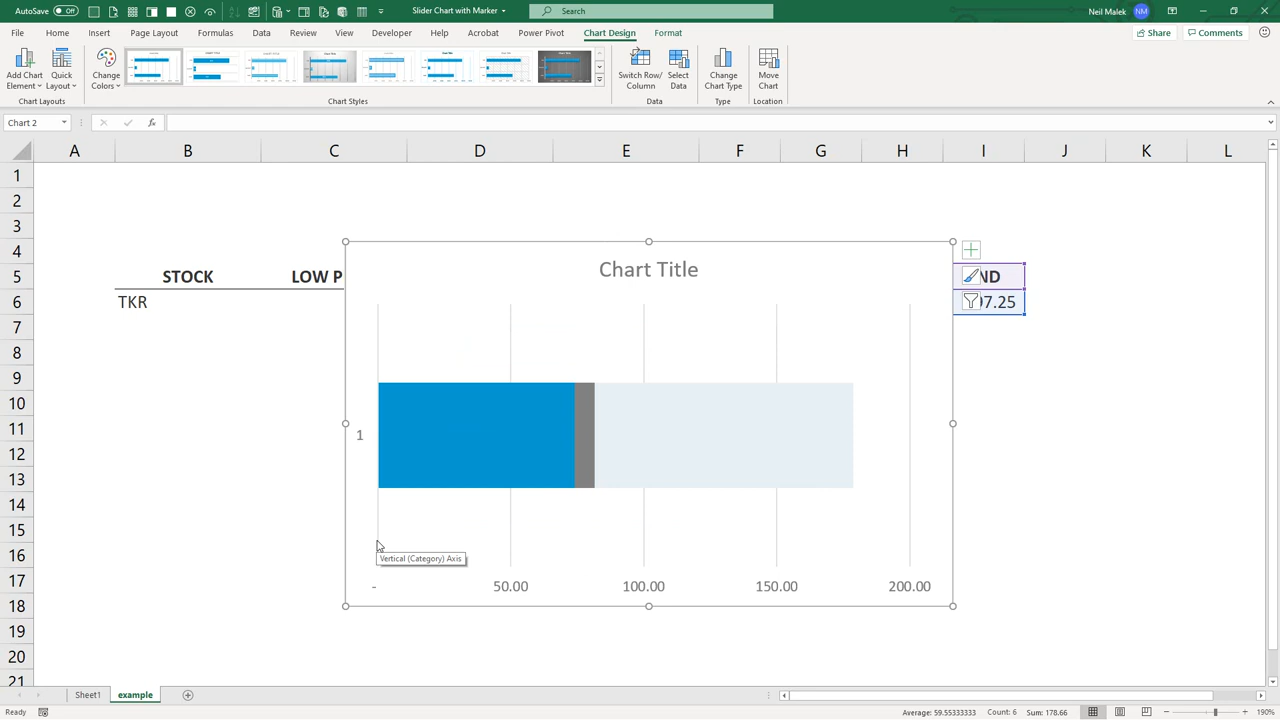 AutoSave Off Slider Chart with Marker Search Neil Malek NM
File Home Insert Page Layout Formulas Data Review View Developer Help Acrobat Power Pivot Chart Design Format Share Comments
Add Chart Element Quick Layout Change Colors Switch Row/ Column Select Data Change Chart Type Move Chart
Chart Layouts Chart Styles Data Type Location
Chart 2 fx
A B C D E F G H I J K L
1
2
3
4
5 STOCK LOW P ND
6 TKR 97.25
7
8
9
10
11
12
13
14
15
16
17
18
19
20
21
Chart Title
1
- 50.00 100.00 150.00 200.00
Vertical (Category) Axis
Sheet1 example
Ready Average: 59.55333333 Count: 6 Sum: 178.66 190%